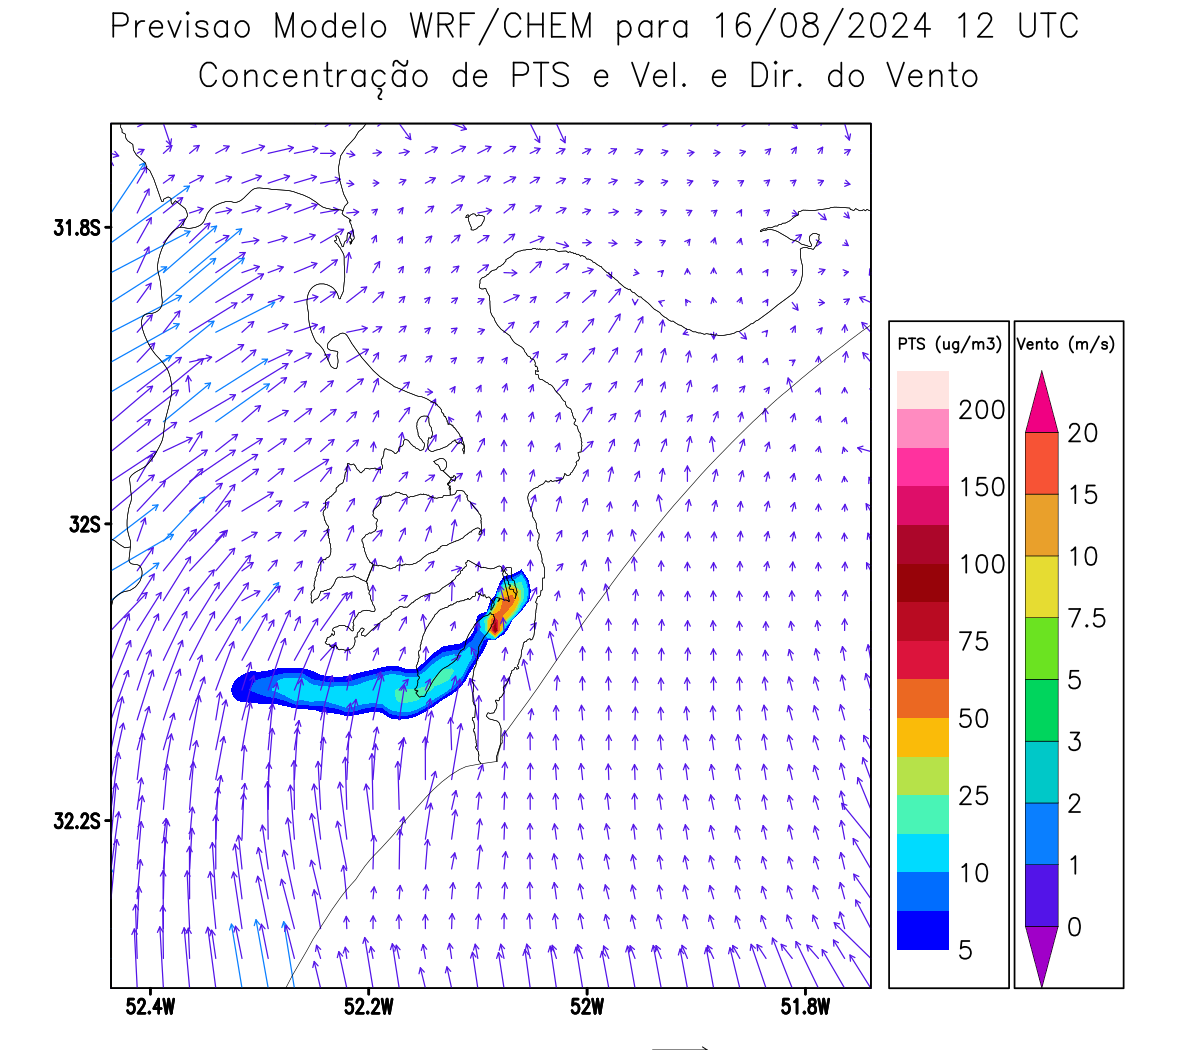 Previsao Modelo WRF/CHEM para 16/08/2024 12 UTC
Concentração de PTS e Vel. e Dir. do Vento
31.8S
32S
32.2S
52.4W
52.2W
52W
51.8W
PTS (ug/m3)
200
150
100
75
50
25
10
5
Vento (m/s)
20
15
10
7.5
5
3
2
1
0